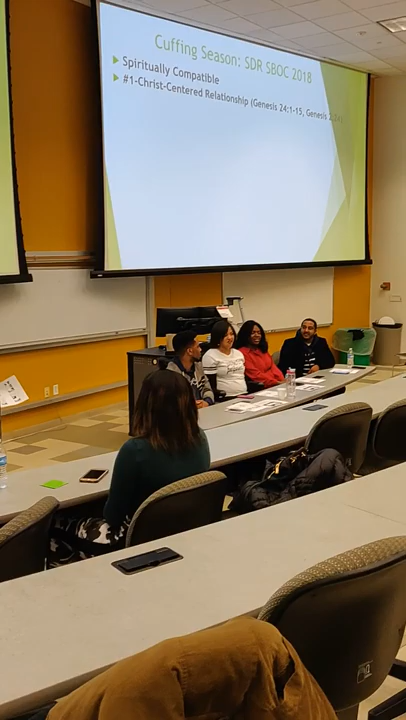 Cuffing Season: SDR SBOC 2018
Spiritually Compatible
#1-Christ-Centered Relationship (Genesis 24:1-15, Genesis